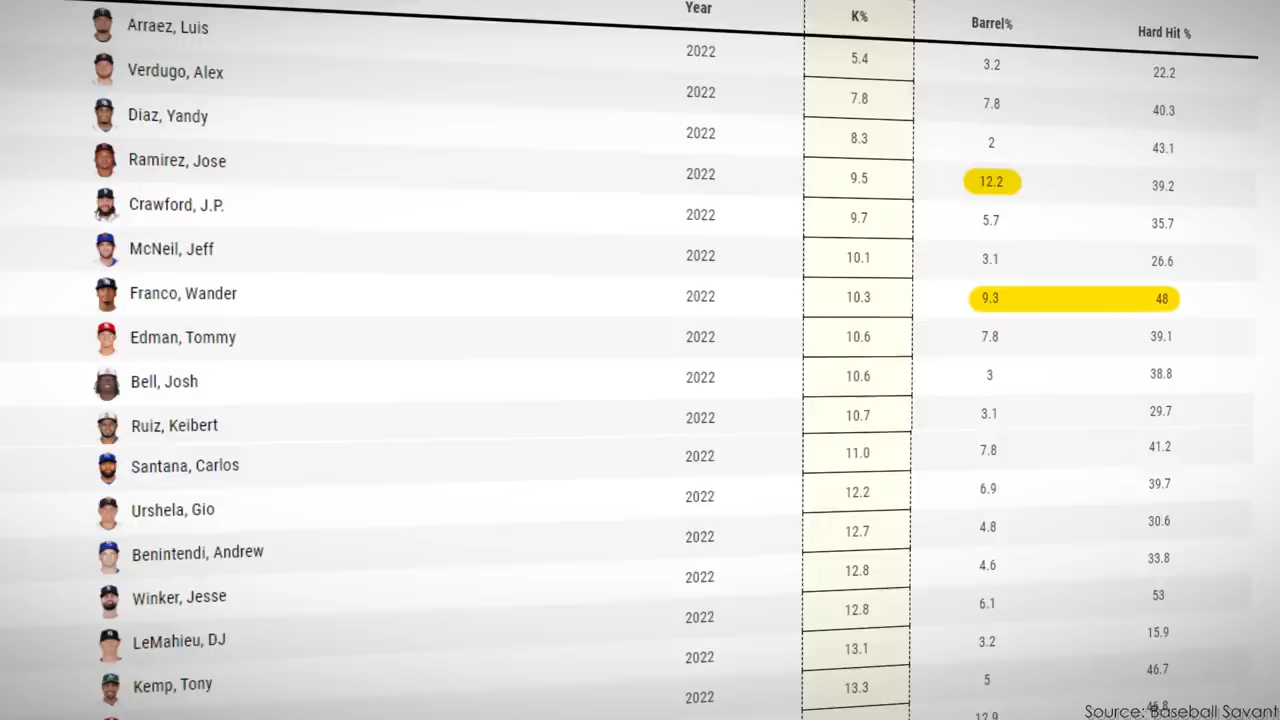 Year K% Barrel% Hard Hit %
Arraez, Luis 2022 5.4 3.2 22.2
Verdugo, Alex 2022 7.8 7.8 40.3
Diaz, Yandy 2022 8.3 2 43.1
Ramirez, Jose 2022 9.5 12.2 39.2
Crawford, J.P. 2022 9.7 5.7 35.7
McNeil, Jeff 2022 10.1 3.1 26.6
Franco, Wander 2022 10.3 9.3 48
Edman, Tommy 2022 10.6 7.8 39.1
Bell, Josh 2022 10.6 3 38.8
Ruiz, Keibert 2022 10.7 3.1 29.7
Santana, Carlos 2022 11.0 7.8 41.2
Urshela, Gio 2022 12.2 6.9 39.7
Benintendi, Andrew 2022 12.7 4.8 30.6
Winker, Jesse 2022 12.8 4.6 33.8
LeMahieu, DJ 2022 12.8 6.1 53
Kemp, Tony 2022 13.1 3.2 15.9
2022 13.3 5 46.7
12.9
Source: Baseball Savant